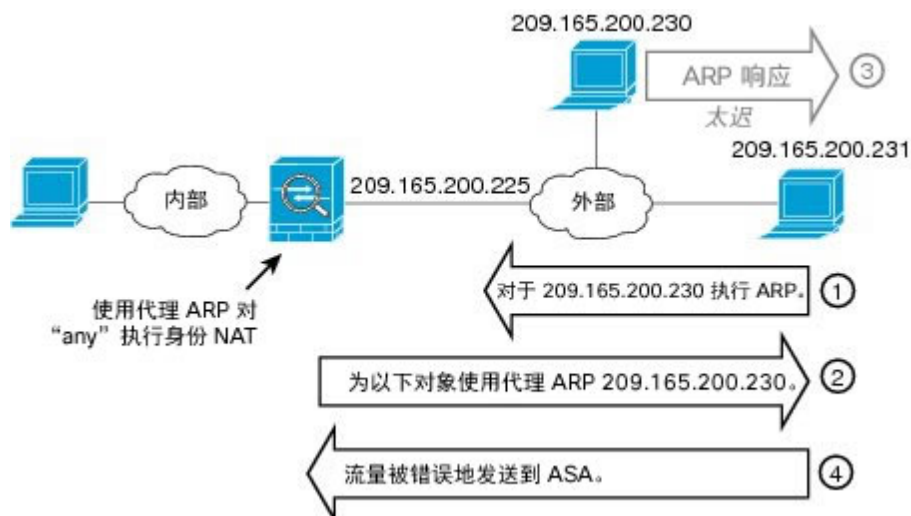 209.165.200.230
ARP 响应
③
太迟
209.165.200.231
209.165.200.225
内部
外部
使用代理 ARP 对
“any”执行身份 NAT
对于 209.165.200.230 执行 ARP。
①
为以下对象使用代理 ARP 209.165.200.230。
②
流量被错误地发送到 ASA。
④